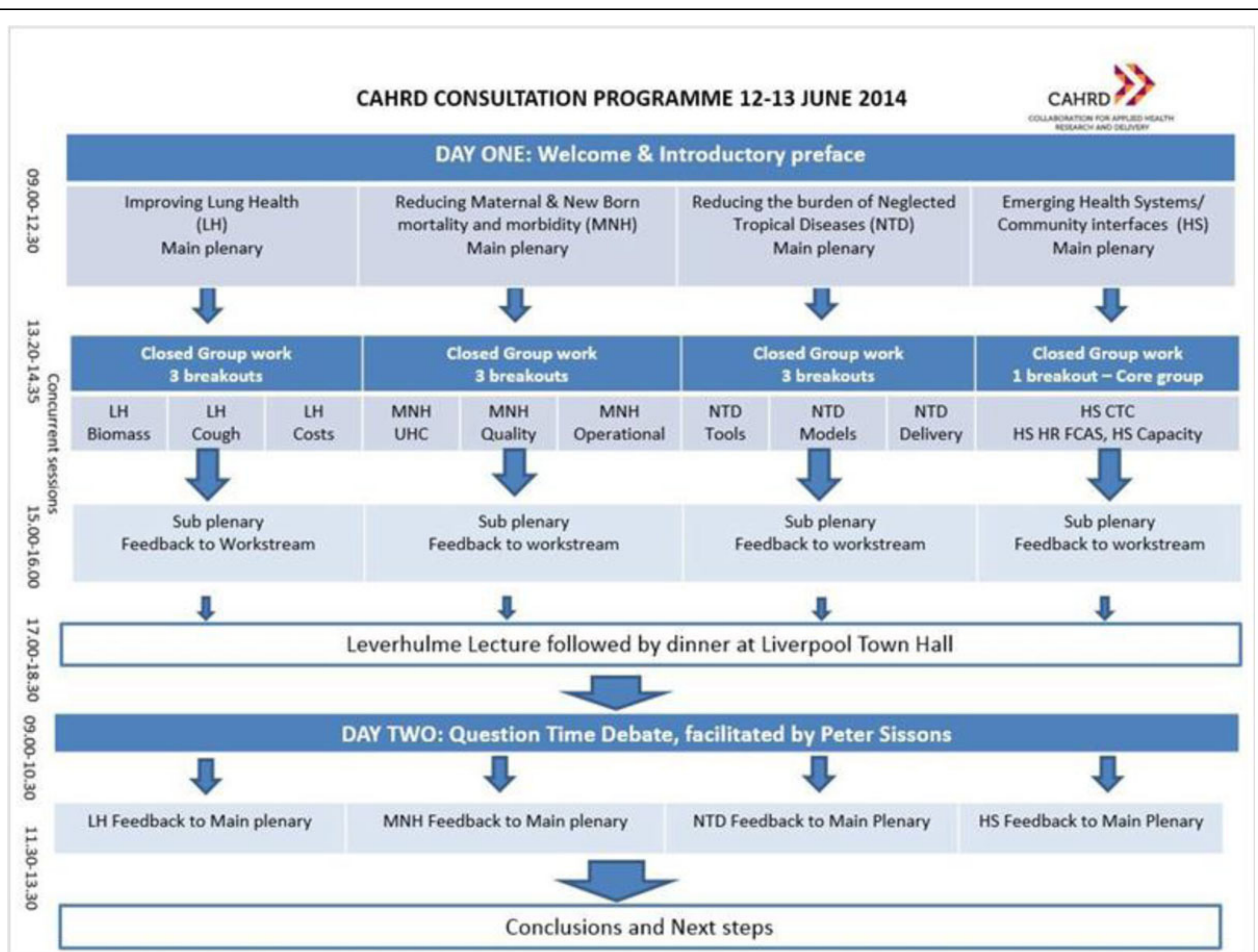 CAHRD CONSULTATION PROGRAMME 12-13 JUNE 2014
CAHRD
COLLABORATION FOR APPLIED HEALTH
RESEARCH AND DELIVERY
DAY ONE: Welcome & Introductory preface
09.00-12.30
Improving Lung Health
(LH)
Main plenary
Reducing Maternal & New Born
mortality and morbidity (MNH)
Main plenary
Reducing the burden of Neglected
Tropical Diseases (NTD)
Main plenary
Emerging Health Systems/
Community interfaces (HS)
Main plenary
13.20-14.35
Concurrent sessions
Closed Group work
3 breakouts
Closed Group work
3 breakouts
Closed Group work
3 breakouts
Closed Group work
1 breakout – Core group
LH
Biomass
LH
Cough
LH
Costs
MNH
UHC
MNH
Quality
MNH
Operational
NTD
Tools
NTD
Models
NTD
Delivery
HS CTC
HS HR FCAS, HS Capacity
15.00-16.00
Sub plenary
Feedback to Workstream
Sub plenary
Feedback to workstream
Sub plenary
Feedback to workstream
Sub plenary
Feedback to workstream
17.00-18.30
Leverhulme Lecture followed by dinner at Liverpool Town Hall
09.00-10.30
DAY TWO: Question Time Debate, facilitated by Peter Sissons
11.30-13.30
LH Feedback to Main plenary
MNH Feedback to Main plenary
NTD Feedback to Main Plenary
HS Feedback to Main Plenary
Conclusions and Next steps